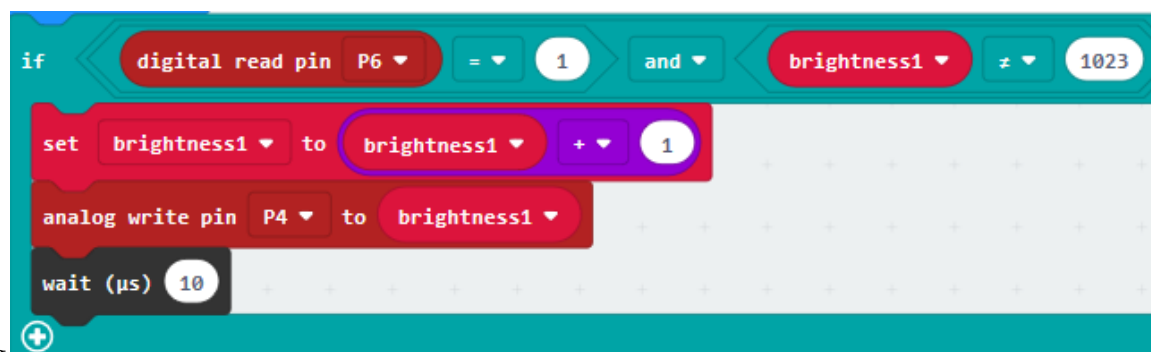 if digital read pin P6 = 1 and brightness1 ≠ 1023
set brightness1 to brightness1 + 1
analog write pin P4 to brightness1
wait (µs) 10